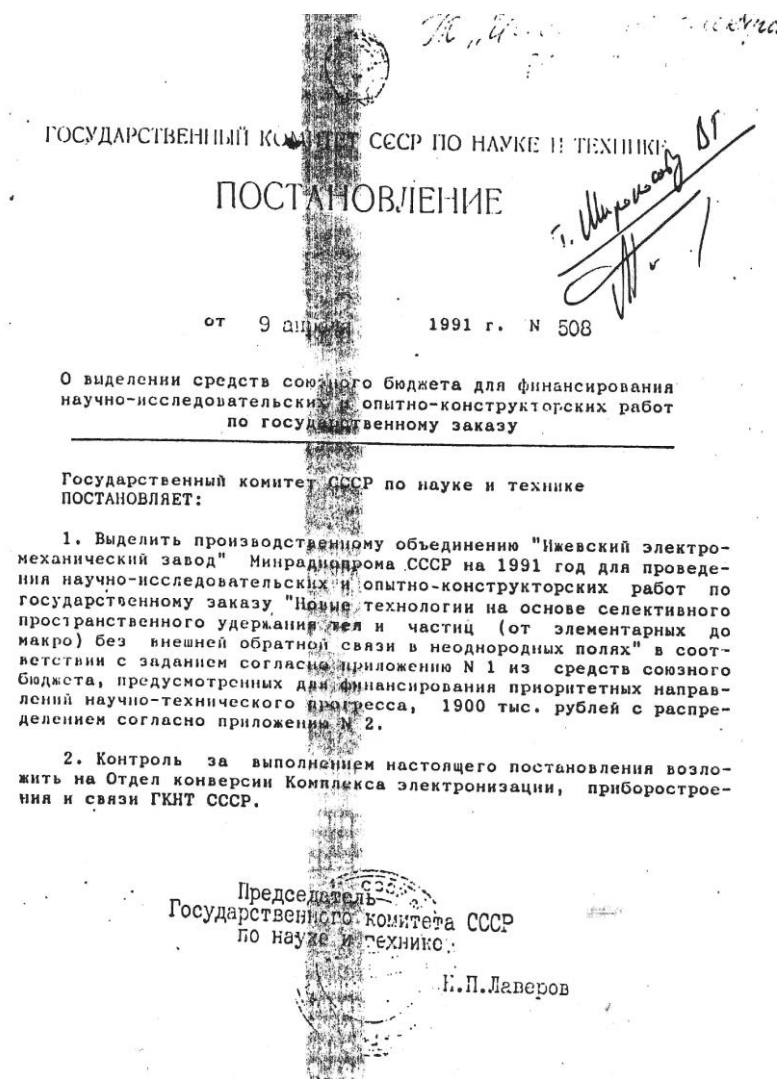 ГОСУДАРСТВЕННЫЙ КОМИТЕТ СССР ПО НАУКЕ И ТЕХНИКЕ
ПОСТАНОВЛЕНИЕ
т. ВГ
от 9 апреля 1991 г. N 508
О выделении средств союзного бюджета для финансирования
научно-исследовательских и опытно-конструкторских работ
по государственному заказу
Государственный комитет СССР по науке и технике
ПОСТАНОВЛЯЕТ:
1. Выделить производственному объединению "Ижевский электро-
механический завод" Минрадиопрома СССР на 1991 год для проведе-
ния научно-исследовательских и опытно-конструкторских работ по
государственному заказу "Новые технологии на основе селективного
пространственного удержания тел и частиц (от элементарных до
макро) без внешней обратной связи в неоднородных полях" в соот-
ветствии с заданием согласно приложению N 1 из средств союзного
бюджета, предусмотренных для финансирования приоритетных направ-
лений научно-технического прогресса, 1900 тыс. рублей с распре-
делением согласно приложению N 2.
2. Контроль за выполнением настоящего постановления возло-
жить на Отдел конверсии Комплекса электронизации, приборострое-
ния и связи ГКНТ СССР.
Председатель
Государственного комитета СССР
по науке и технике
Н.П.Лаверов